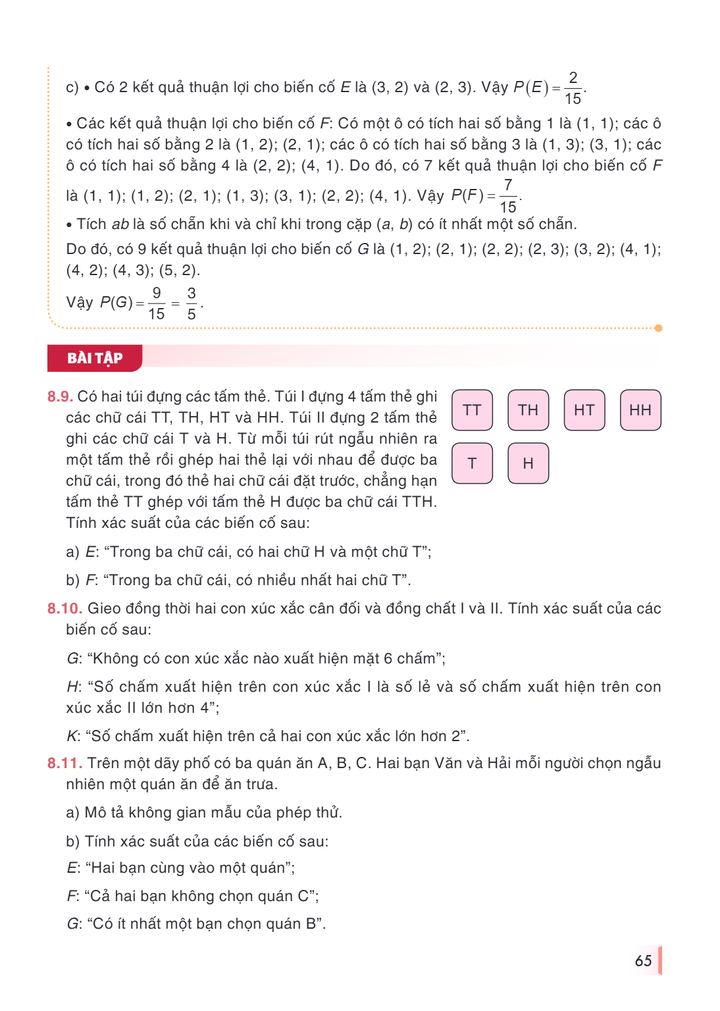 c) • Có 2 kết quả thuận lợi cho biến cố E là (3, 2) và (2, 3). Vậy P(E) = 2/15.
• Các kết quả thuận lợi cho biến cố F: Có một ô có tích hai số bằng 1 là (1, 1); các ô
có tích hai số bằng 2 là (1, 2); (2, 1); các ô có tích hai số bằng 3 là (1, 3); (3, 1); các
ô có tích hai số bằng 4 là (2, 2); (4, 1). Do đó, có 7 kết quả thuận lợi cho biến cố F
là (1, 1); (1, 2); (2, 1); (1, 3); (3, 1); (2, 2); (4, 1). Vậy P(F) = 7/15.
• Tích ab là số chẵn khi và chỉ khi trong cặp (a, b) có ít nhất một số chẵn.
Do đó, có 9 kết quả thuận lợi cho biến cố G là (1, 2); (2, 1); (2, 2); (2, 3); (3, 2); (4, 1);
(4, 2); (4, 3); (5, 2).
Vậy P(G) = 9/15 = 3/5.
BÀI TẬP
8.9. Có hai túi đựng các tấm thẻ. Túi I đựng 4 tấm thẻ ghi
các chữ cái TT, TH, HT và HH. Túi II đựng 2 tấm thẻ
ghi các chữ cái T và H. Từ mỗi túi rút ngẫu nhiên ra
một tấm thẻ rồi ghép hai thẻ lại với nhau để được ba
chữ cái, trong đó thẻ hai chữ cái đặt trước, chẳng hạn
tấm thẻ TT ghép với tấm thẻ H được ba chữ cái TTH.
Tính xác suất của các biến cố sau:
TT TH HT HH
T H
a) E: “Trong ba chữ cái, có hai chữ H và một chữ T”;
b) F: “Trong ba chữ cái, có nhiều nhất hai chữ T”.
8.10. Gieo đồng thời hai con xúc xắc cân đối và đồng chất I và II. Tính xác suất của các
biến cố sau:
G: “Không có con xúc xắc nào xuất hiện mặt 6 chấm”;
H: “Số chấm xuất hiện trên con xúc xắc I là số lẻ và số chấm xuất hiện trên con
xúc xắc II lớn hơn 4”;
K: “Số chấm xuất hiện trên cả hai con xúc xắc lớn hơn 2”.
8.11. Trên một dãy phố có ba quán ăn A, B, C. Hai bạn Văn và Hải mỗi người chọn ngẫu
nhiên một quán ăn để ăn trưa.
a) Mô tả không gian mẫu của phép thử.
b) Tính xác suất của các biến cố sau:
E: “Hai bạn cùng vào một quán”;
F: “Cả hai bạn không chọn quán C”;
G: “Có ít nhất một bạn chọn quán B”.
65